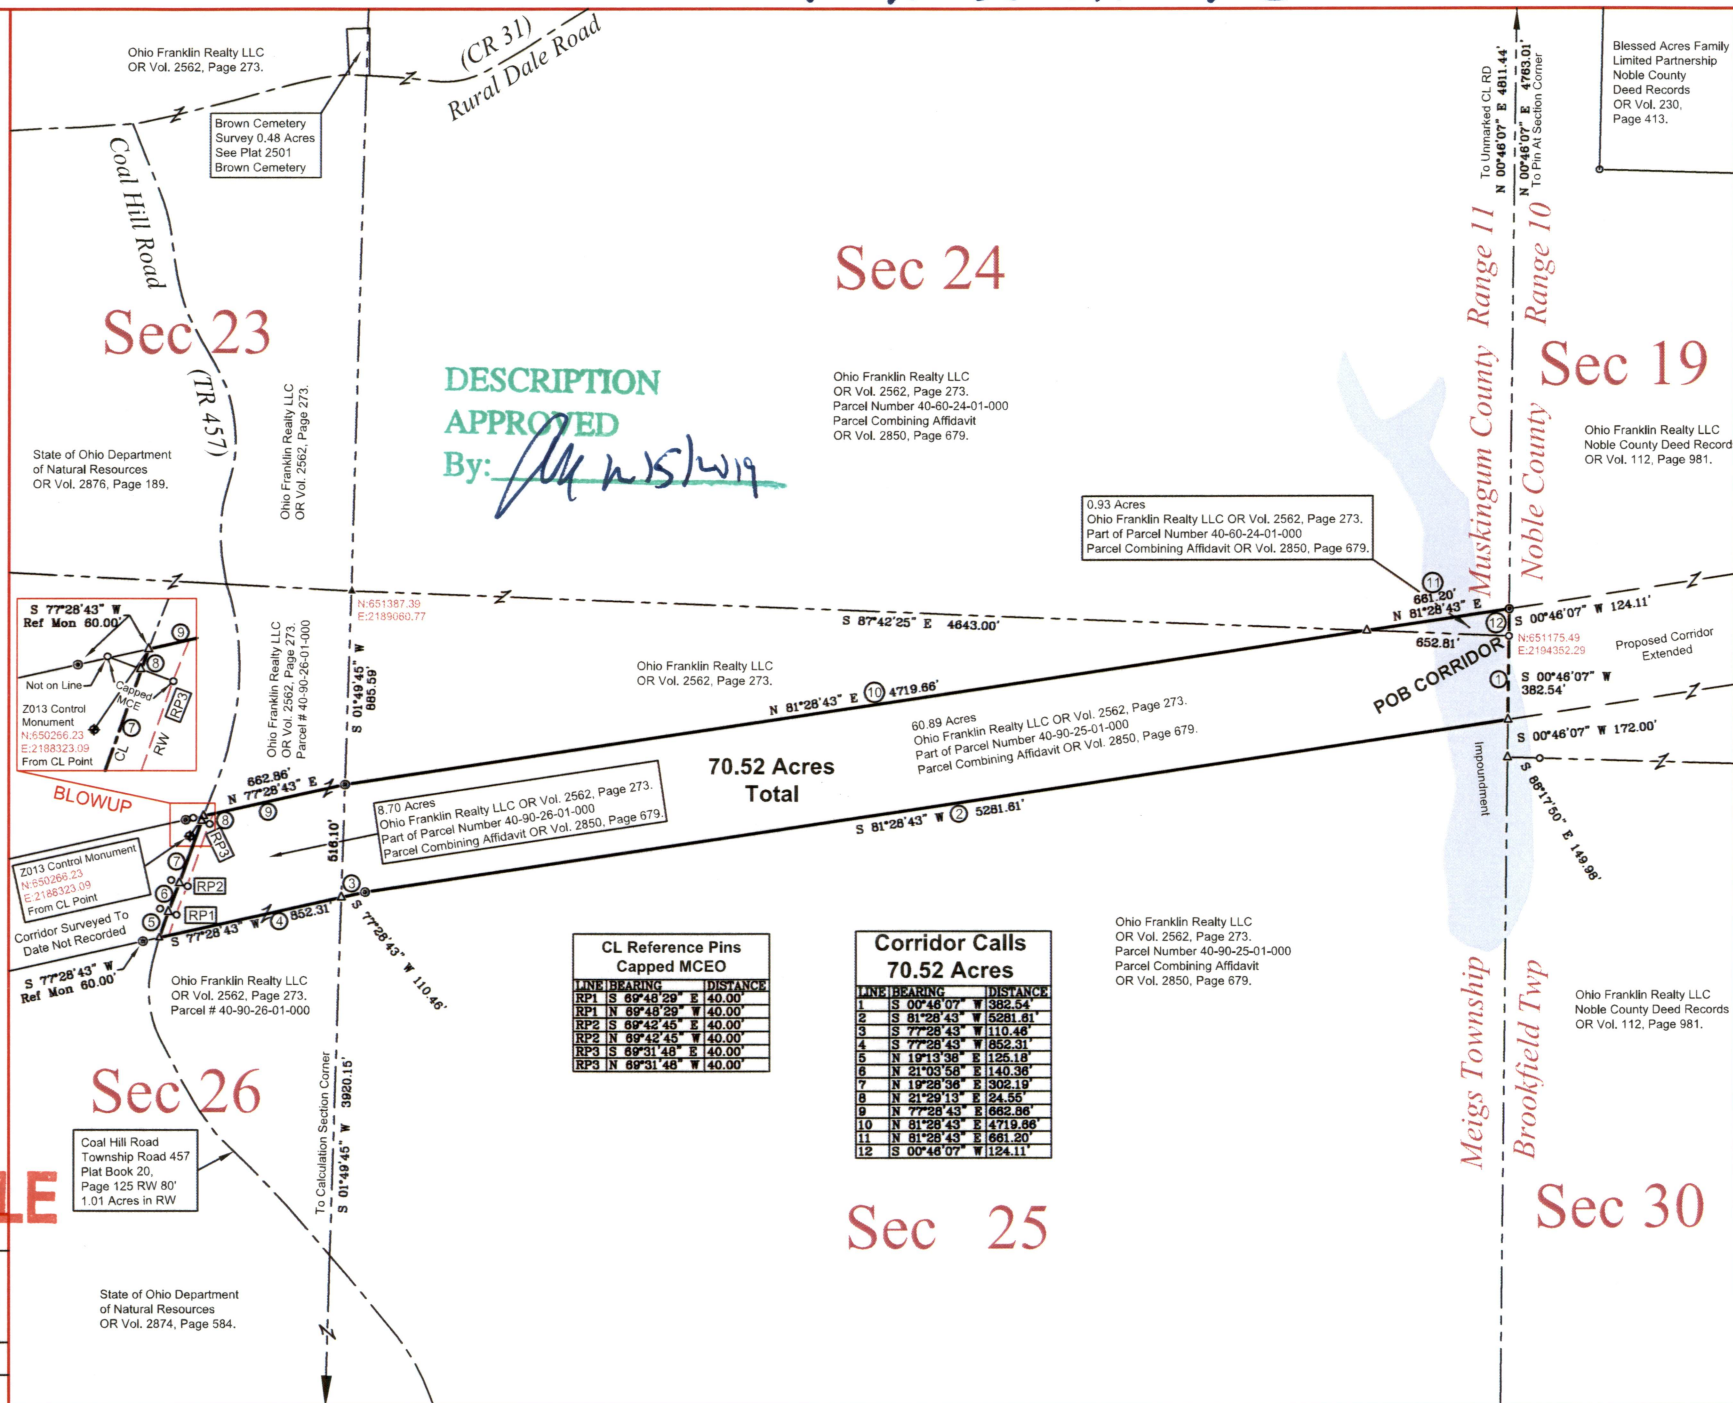 Ohio Franklin Realty LLC
OR Vol. 2562, Page 273.
(CR 31)
Rural Dale Road
Brown Cemetery
Survey 0.48 Acres
See Plat 2501
Brown Cemetery
Coal Hill Road
(TR 457)
To Unmarked CL RD
N 00°46'07" E 4811.44'
N 00°46'07" E 4763.01'
To Pin At Section Corner
Blessed Acres Family
Limited Partnership
Noble County
Deed Records
OR Vol. 230,
Page 413.
Sec 23
Sec 24
Sec 19
Muskingum County Range 11
Noble County Range 10
DESCRIPTION
APPROVED
By:
Ohio Franklin Realty LLC
OR Vol. 2562, Page 273.
Parcel Number 40-60-24-01-000
Parcel Combining Affidavit
OR Vol. 2850, Page 679.
Ohio Franklin Realty LLC
OR Vol. 2562, Page 273.
State of Ohio Department
of Natural Resources
OR Vol. 2876, Page 189.
Ohio Franklin Realty LLC
Noble County Deed Record
OR Vol. 112, Page 981.
0.93 Acres
Ohio Franklin Realty LLC OR Vol. 2562, Page 273.
Part of Parcel Number 40-60-24-01-000
Parcel Combining Affidavit OR Vol. 2850, Page 679.
S 77°28'43" W
Ref Mon 60.00'
9
8
Not on Line
Capped
MCE
RP3
Z013 Control
Monument
N:650266.23
E:2188323.09
From CL Point
7
CL
RW
BLOWUP
N:651387.39
E:2189060.77
Ohio Franklin Realty LLC
OR Vol. 2562, Page 273.
Parcel # 40-90-26-01-000
S 01°49'45" W
885.59'
S 87°42'25" E 4643.00'
11
661.20'
N 81°28'43" E
652.81'
12
S 00°46'07" W 124.11'
N:651175.49
E:2194352.29
Proposed Corridor
Extended
POB CORRIDOR
1
S 00°46'07" W
382.54'
S 00°46'07" W 172.00'
S 86°17'50" E 149.98'
Impoundment
Ohio Franklin Realty LLC
OR Vol. 2562, Page 273.
N 81°28'43" E 10 4719.66'
60.89 Acres
Ohio Franklin Realty LLC OR Vol. 2562, Page 273.
Part of Parcel Number 40-90-25-01-000
Parcel Combining Affidavit OR Vol. 2850, Page 679.
70.52 Acres
Total
S 81°28'43" W 2 5281.61'
662.86'
N 77°28'43" E
9
8
8.70 Acres
Ohio Franklin Realty LLC OR Vol. 2562, Page 273.
Part of Parcel Number 40-90-26-01-000
Parcel Combining Affidavit OR Vol. 2850, Page 679.
516.10'
Z013 Control Monument
N:650266.23
E:2188323.09
From CL Point
RP3
7
RP2
6
RP1
5
Corridor Surveyed To
Date Not Recorded
S 77°28'43" W
Ref Mon 60.00'
S 77°28'43" W 4 852.31'
3
S 77°28'43" W 110.46'
Ohio Franklin Realty LLC
OR Vol. 2562, Page 273.
Parcel # 40-90-26-01-000
CL Reference Pins
Capped MCEO
LINE BEARING DISTANCE
RP1 S 69°48'29" E 40.00'
RP1 N 69°48'29" W 40.00'
RP2 S 69°42'45" E 40.00'
RP2 N 69°42'45" W 40.00'
RP3 S 69°31'48" E 40.00'
RP3 N 69°31'48" W 40.00'
Corridor Calls
70.52 Acres
LINE BEARING DISTANCE
1 S 00°46'07" W 382.54'
2 S 81°28'43" W 5281.61'
3 S 77°28'43" W 110.46'
4 S 77°28'43" W 852.31'
5 N 19°13'38" E 125.18'
6 N 21°03'58" E 140.36'
7 N 19°28'36" E 302.19'
8 N 21°29'13" E 24.55'
9 N 77°28'43" E 662.86'
10 N 81°28'43" E 4719.66'
11 N 81°28'43" E 661.20'
12 S 00°46'07" W 124.11'
Ohio Franklin Realty LLC
OR Vol. 2562, Page 273.
Parcel Number 40-90-25-01-000
Parcel Combining Affidavit
OR Vol. 2850, Page 679.
Ohio Franklin Realty LLC
Noble County Deed Records
OR Vol. 112, Page 981.
Meigs Township
Brookfield Twp
Sec 26
Sec 25
Sec 30
Coal Hill Road
Township Road 457
Plat Book 20,
Page 125 RW 80'
1.01 Acres in RW
LE
To Calculation Section Corner
S 01°49'45" W 3920.15'
State of Ohio Department
of Natural Resources
OR Vol. 2874, Page 584.